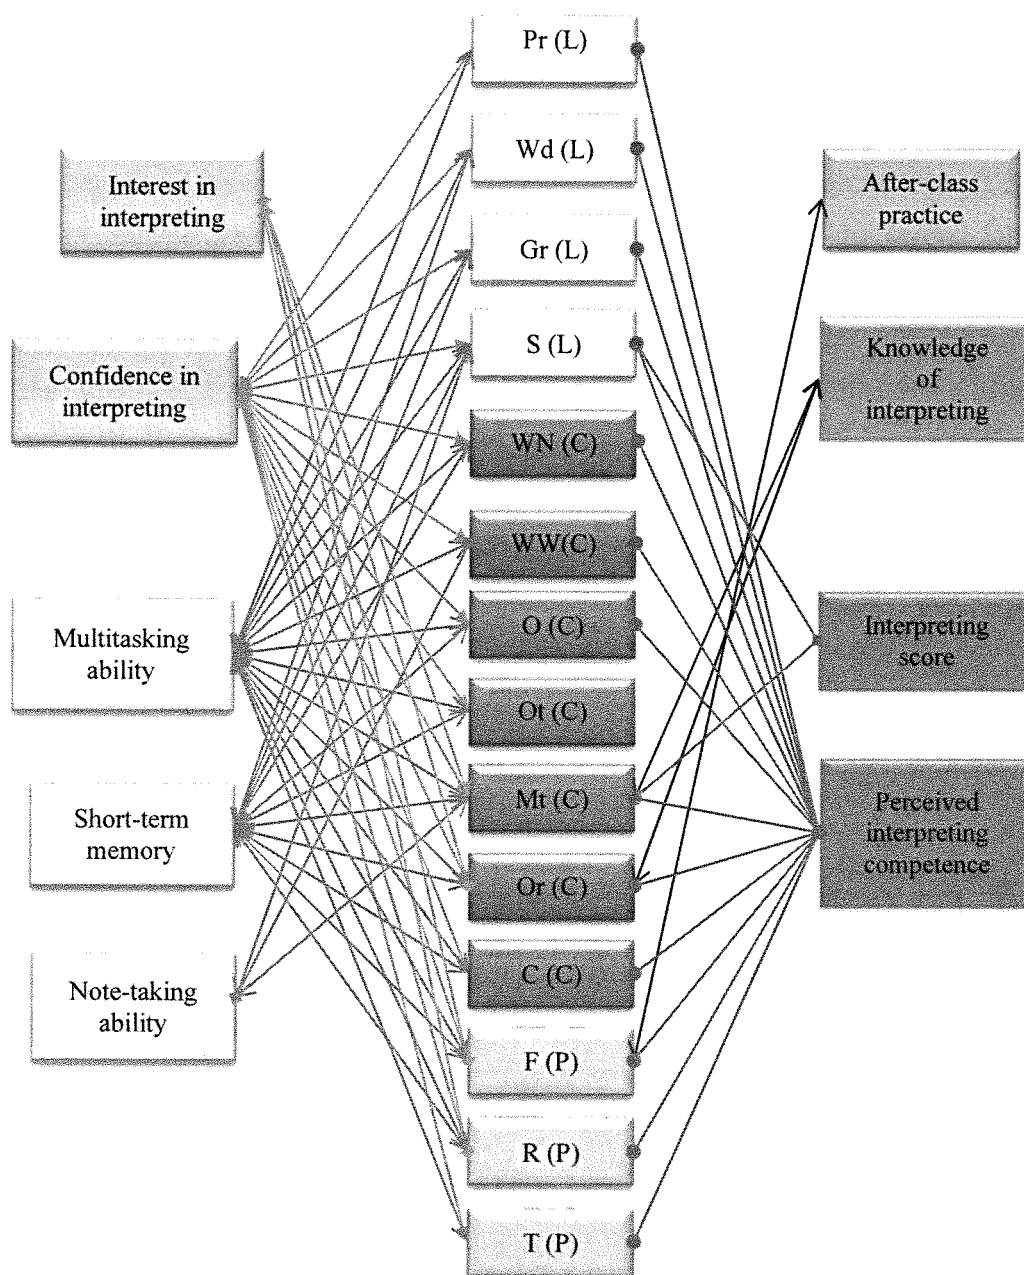 Pr (L)
Wd (L)
Gr (L)
S (L)
WN (C)
WW(C)
O (C)
Ot (C)
Mt (C)
Or (C)
C (C)
F (P)
R (P)
T (P)
Interest in
interpreting
Confidence in
interpreting
Multitasking
ability
Short-term
memory
Note-taking
ability
After-class
practice
Knowledge
of
interpreting
Interpreting
score
Perceived
interpreting
competence